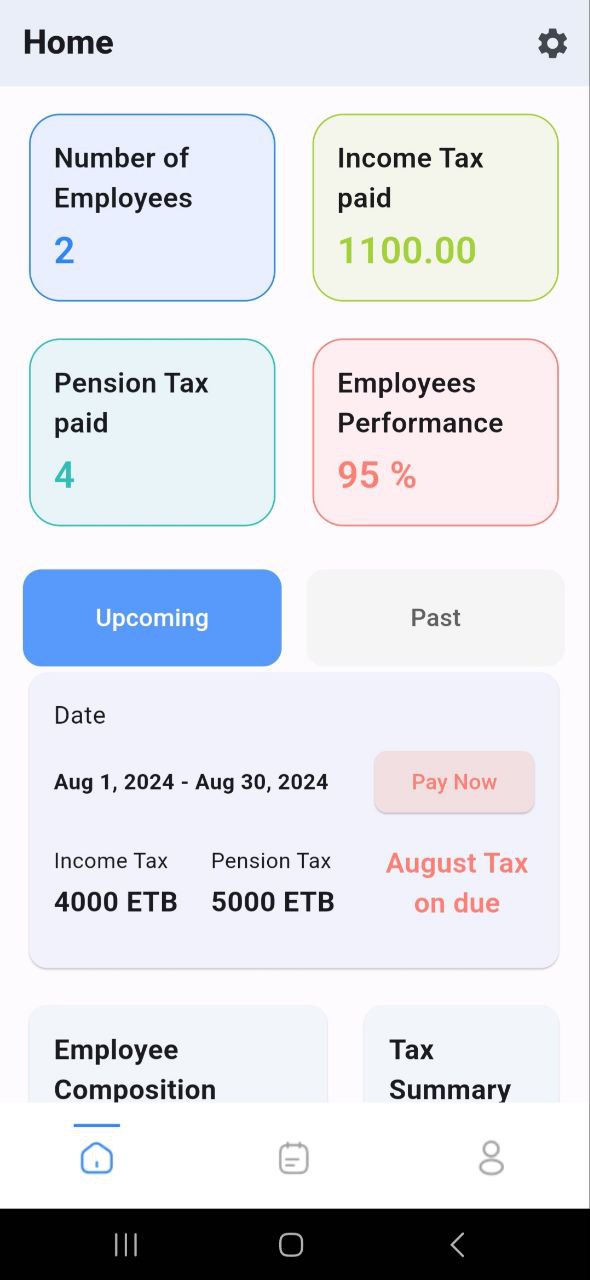 Home
Number of
Employees
2
Income Tax
paid
1100.00
Pension Tax
paid
4
Employees
Performance
95 %
Upcoming
Past
Date
Aug 1, 2024 - Aug 30, 2024
Pay Now
Income Tax
4000 ETB
Pension Tax
5000 ETB
August Tax
on due
Employee
Composition
Tax
Summary